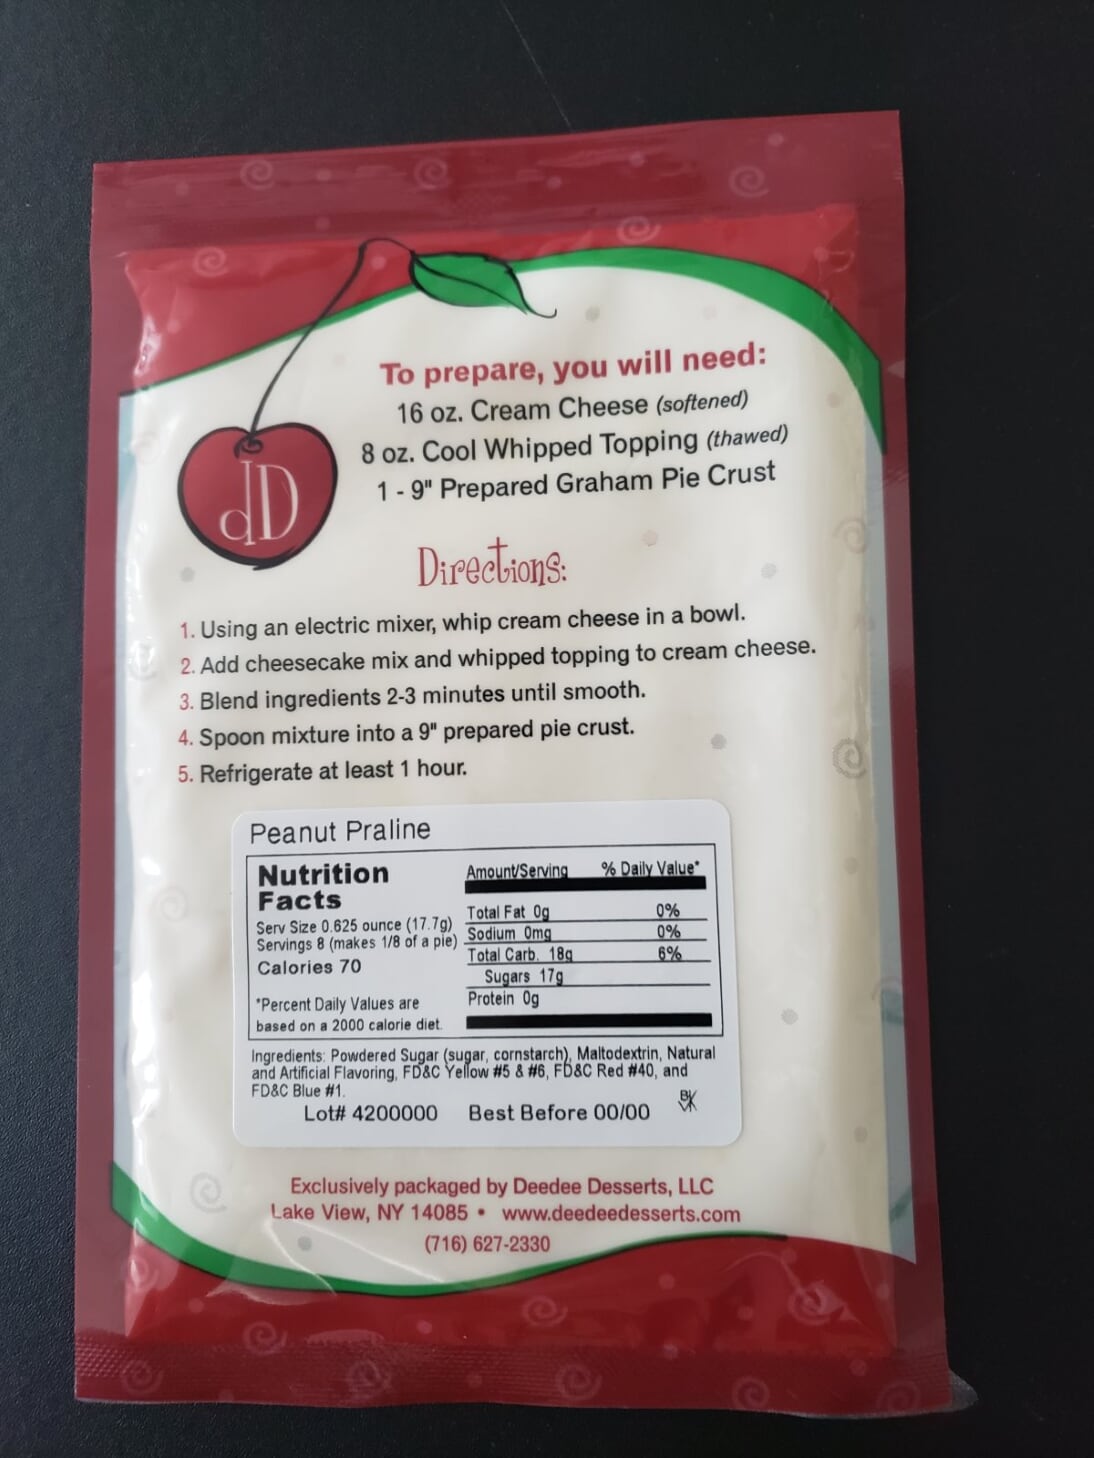 To prepare, you will need:
16 oz. Cream Cheese (softened)
8 oz. Cool Whipped Topping (thawed)
1 - 9" Prepared Graham Pie Crust
dD
Directions:
1. Using an electric mixer, whip cream cheese in a bowl.
2. Add cheesecake mix and whipped topping to cream cheese.
3. Blend ingredients 2-3 minutes until smooth.
4. Spoon mixture into a 9" prepared pie crust.
5. Refrigerate at least 1 hour.
Peanut Praline
Nutrition
Facts
Serv Size 0.625 ounce (17.7g)
Servings 8 (makes 1/8 of a pie)
Calories 70
*Percent Daily Values are
based on a 2000 calorie diet.
Amount/Serving % Daily Value*
Total Fat 0g 0%
Sodium 0mg 0%
Total Carb. 18g 6%
Sugars 17g
Protein 0g
Ingredients: Powdered Sugar (sugar, cornstarch), Maltodextrin, Natural
and Artificial Flavoring, FD&C Yellow #5 & #6, FD&C Red #40, and
FD&C Blue #1.
Lot# 4200000 Best Before 00/00
Exclusively packaged by Deedee Desserts, LLC
Lake View, NY 14085 • www.deedeedesserts.com
(716) 627-2330